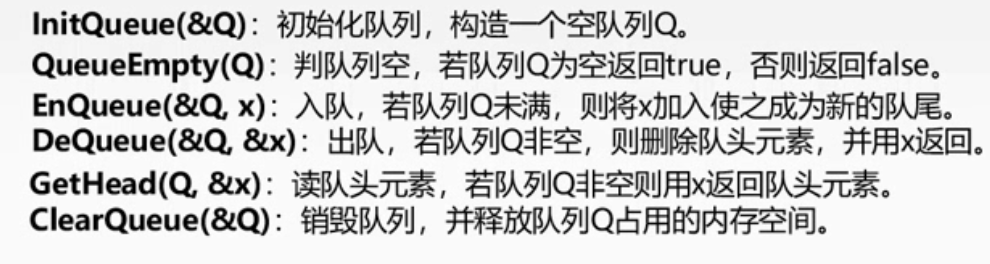 InitQueue(&Q)：初始化队列，构造一个空队列Q。
QueueEmpty(Q)：判队列空，若队列Q为空返回true，否则返回false。
EnQueue(&Q, x)：入队，若队列Q未满，则将x加入使之成为新的队尾。
DeQueue(&Q, &x)：出队，若队列Q非空，则删除队头元素，并用x返回。
GetHead(Q, &x)：读队头元素，若队列Q非空则用x返回队头元素。
ClearQueue(&Q)：销毁队列，并释放队列Q占用的内存空间。